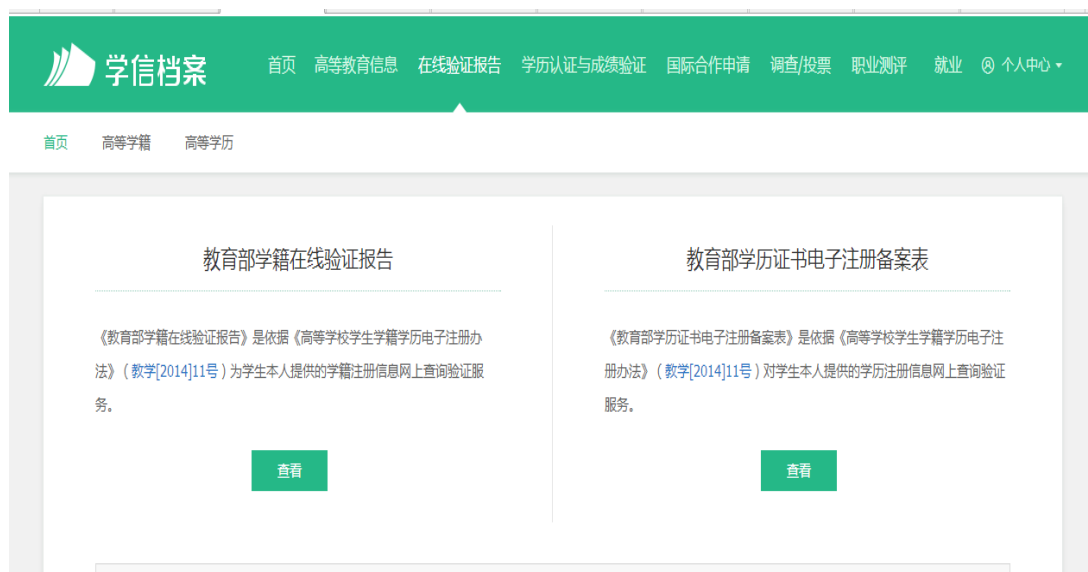 学信档案
首页 高等教育信息 在线验证报告 学历认证与成绩验证 国际合作申请 调查/投票 职业测评 就业 个人中心
首页 高等学籍 高等学历
教育部学籍在线验证报告
《教育部学籍在线验证报告》是依据《高等学校学生学籍学历电子注册办
法》（教学[2014]11号）为学生本人提供的学籍注册信息网上查询验证服
务。
查看
教育部学历证书电子注册备案表
《教育部学历证书电子注册备案表》是依据《高等学校学生学籍学历电子注
册办法》（教学[2014]11号）对学生本人提供的学历注册信息网上查询验证
服务。
查看